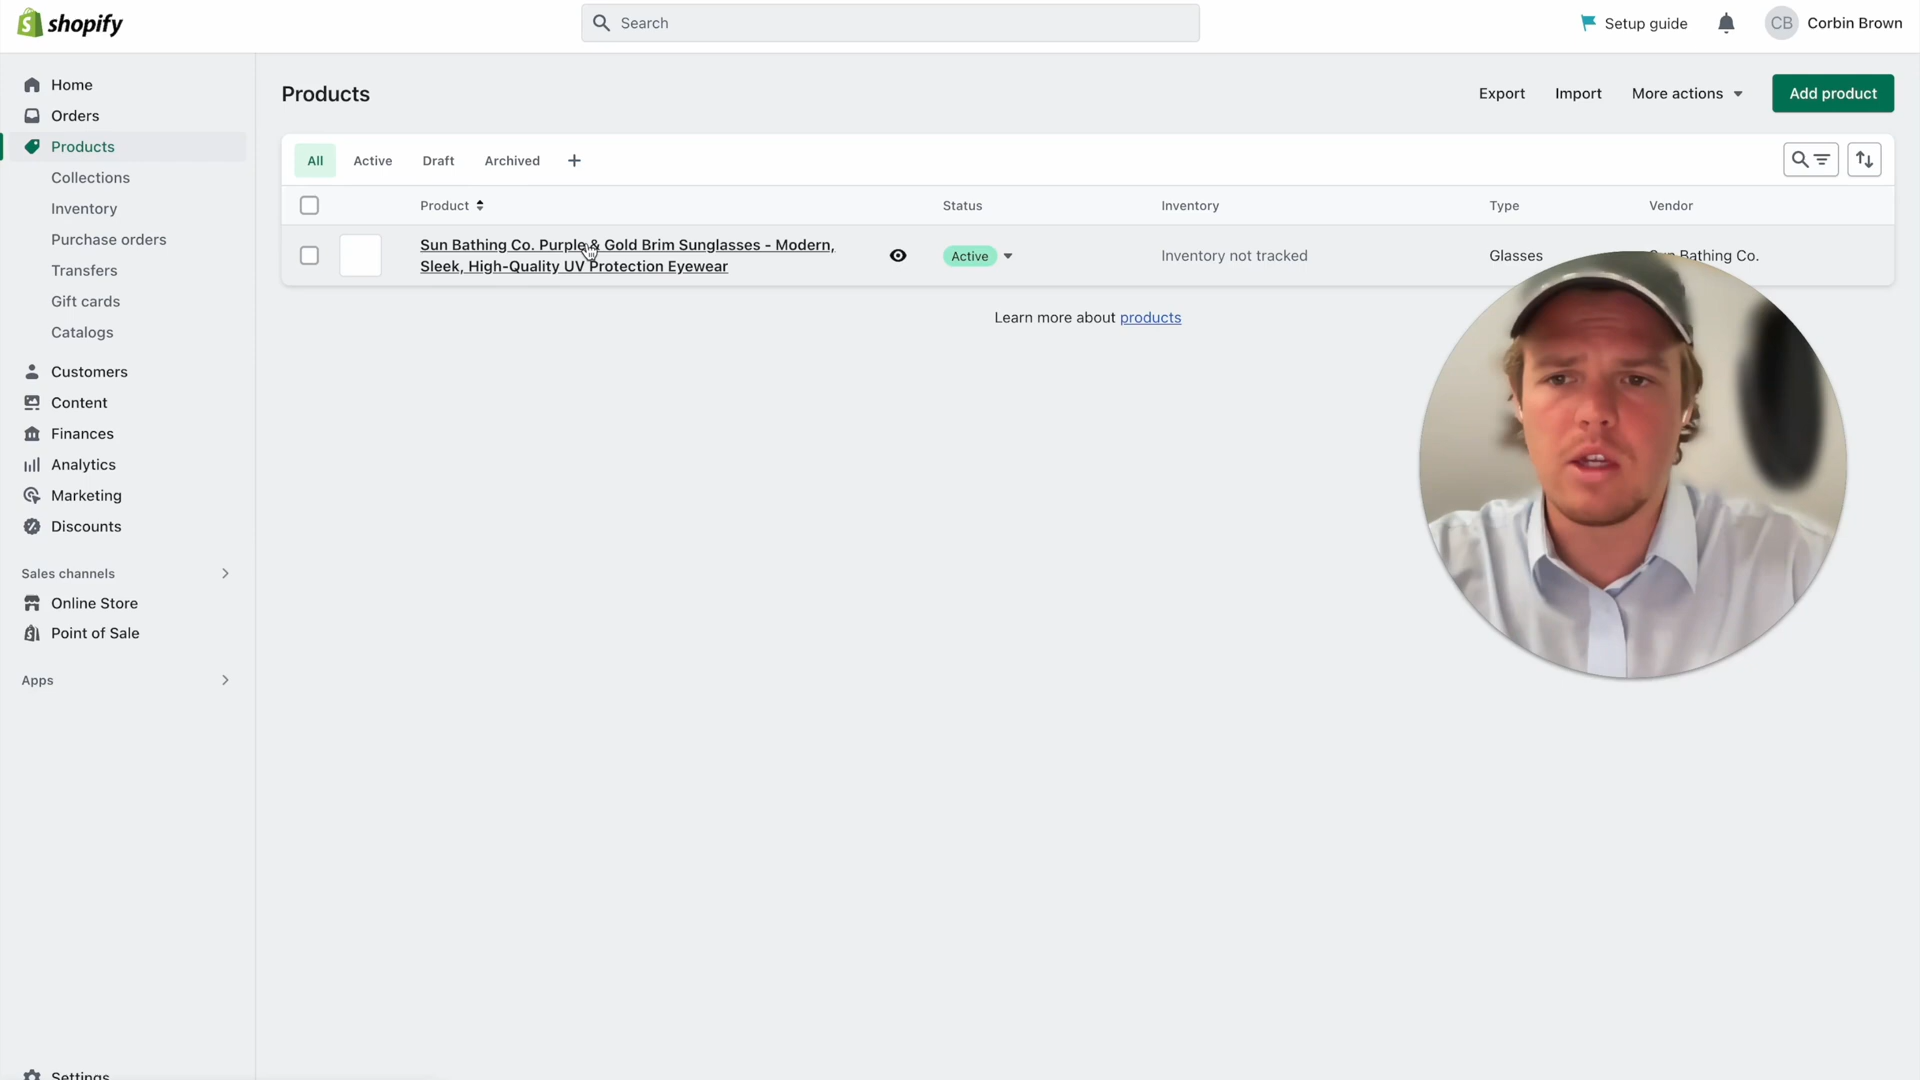 shopify
Search
Setup guide
CB
Corbin Brown
Home
Orders
Products
Collections
Inventory
Purchase orders
Transfers
Gift cards
Catalogs
Customers
Content
Finances
Analytics
Marketing
Discounts
Sales channels
Online Store
Point of Sale
Apps
Settings
Products
Export
Import
More actions
Add product
All
Active
Draft
Archived
Product
Status
Inventory
Type
Vendor
Sun Bathing Co. Purple & Gold Brim Sunglasses - Modern,
Sleek, High-Quality UV Protection Eyewear
Active
Inventory not tracked
Glasses
Sun Bathing Co.
Learn more about products